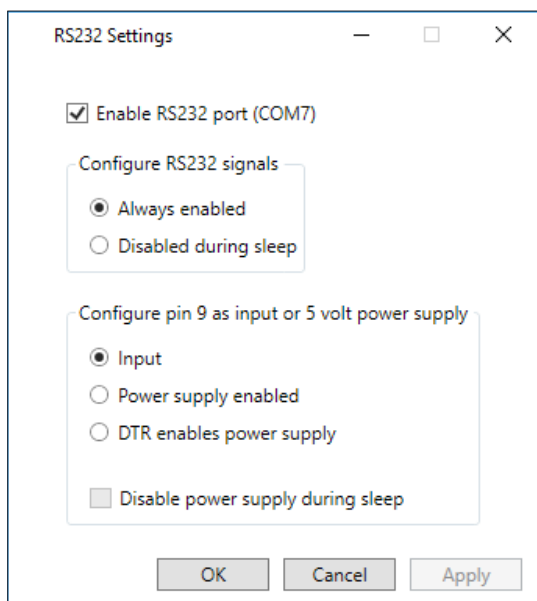 RS232 Settings
Enable RS232 port (COM7)
Configure RS232 signals
Always enabled
Disabled during sleep
Configure pin 9 as input or 5 volt power supply
Input
Power supply enabled
DTR enables power supply
Disable power supply during sleep
OK Cancel Apply